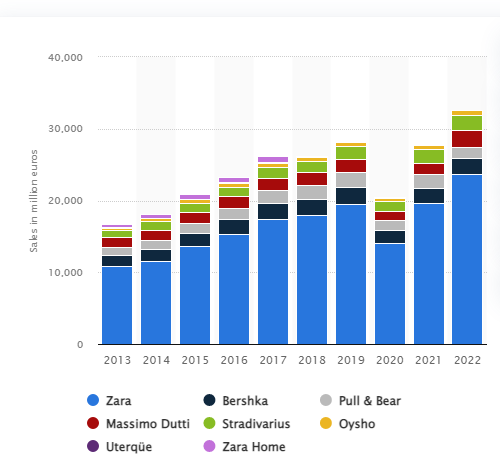 40,000
30,000
20,000
10,000
0
Sales in million euros
2013 2014 2015 2016 2017 2018 2019 2020 2021 2022
Zara Bershka Pull & Bear
Massimo Dutti Stradivarius Oysho
Uterqüe Zara Home